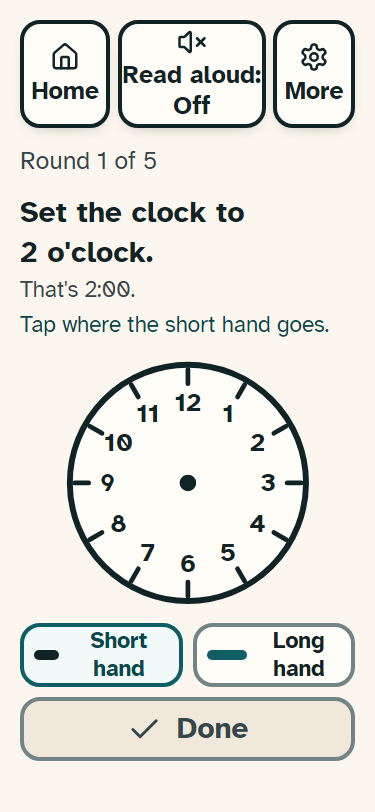 Home
Read aloud:
Off
More
Round 1 of 5
Set the clock to
2 o'clock.
That's 2:00.
Tap where the short hand goes.
12
11
1
10
2
9
3
8
4
7
5
6
Short
hand
Long
hand
Done